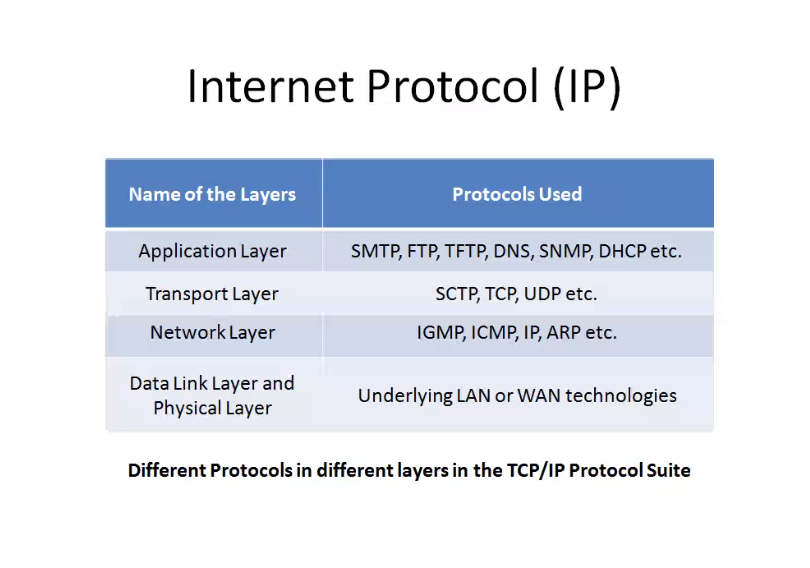 Internet Protocol (IP)
Name of the Layers
Protocols Used
Application Layer
SMTP, FTP, TFTP, DNS, SNMP, DHCP etc.
Transport Layer
SCTP, TCP, UDP etc.
Network Layer
IGMP, ICMP, IP, ARP etc.
Data Link Layer and
Physical Layer
Underlying LAN or WAN technologies
Different Protocols in different layers in the TCP/IP Protocol Suite